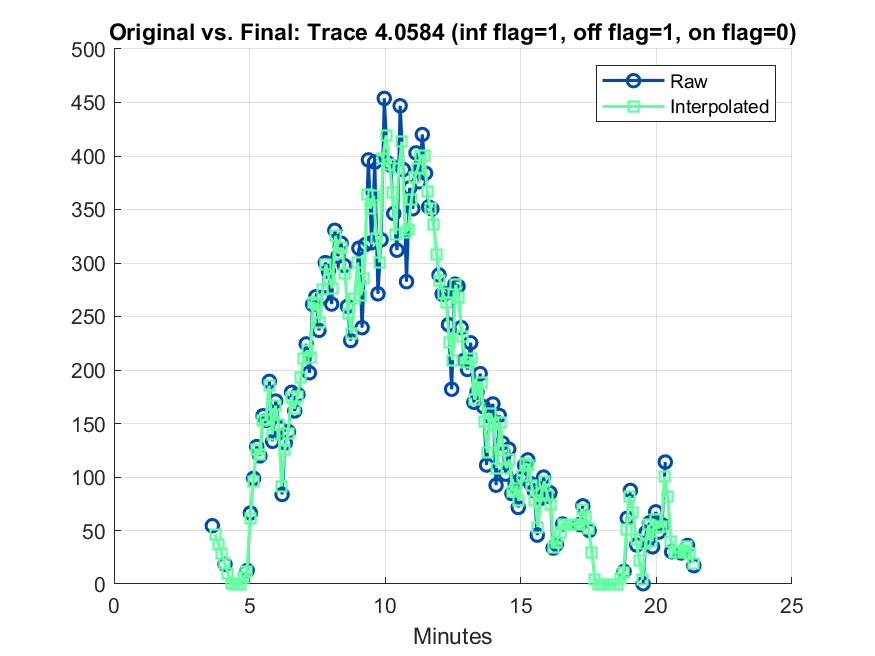 Original vs. Final: Trace 4.0584 (inf flag=1, off flag=1, on flag=0)
500
450
400
350
300
250
200
150
100
50
0
Raw
Interpolated
0 5 10 15 20 25
Minutes